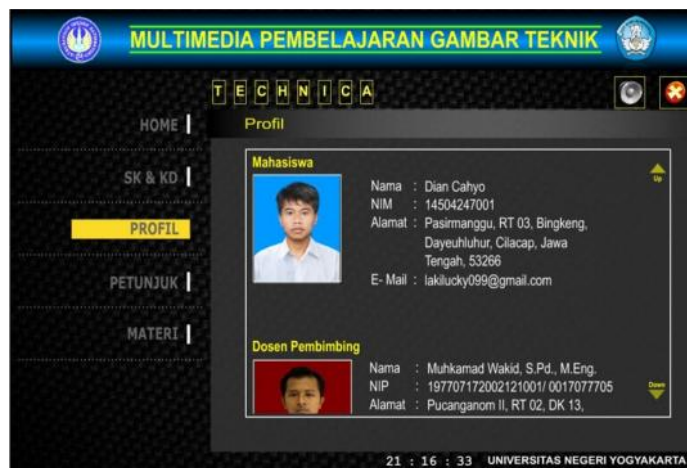 MULTIMEDIA PEMBELAJARAN GAMBAR TEKNIK
TECHNICA
HOME
SK & KD
PROFIL
PETUNJUK
MATERI
Profil
Mahasiswa
Nama : Dian Cahyo
NIM : 14504247001
Alamat : Pasirmanggu, RT 03, Bingkeng,
Dayeuhluhur, Cilacap, Jawa
Tengah, 53266
E- Mail : lakilucky099@gmail.com
Up
Dosen Pembimbing
Nama : Muhkamad Wakid, S.Pd., M.Eng.
NIP : 197707172002121001/ 0017077705
Alamat : Pucanganom II, RT 02, DK 13,
Down
21 : 16 : 33 UNIVERSITAS NEGERI YOGYAKARTA